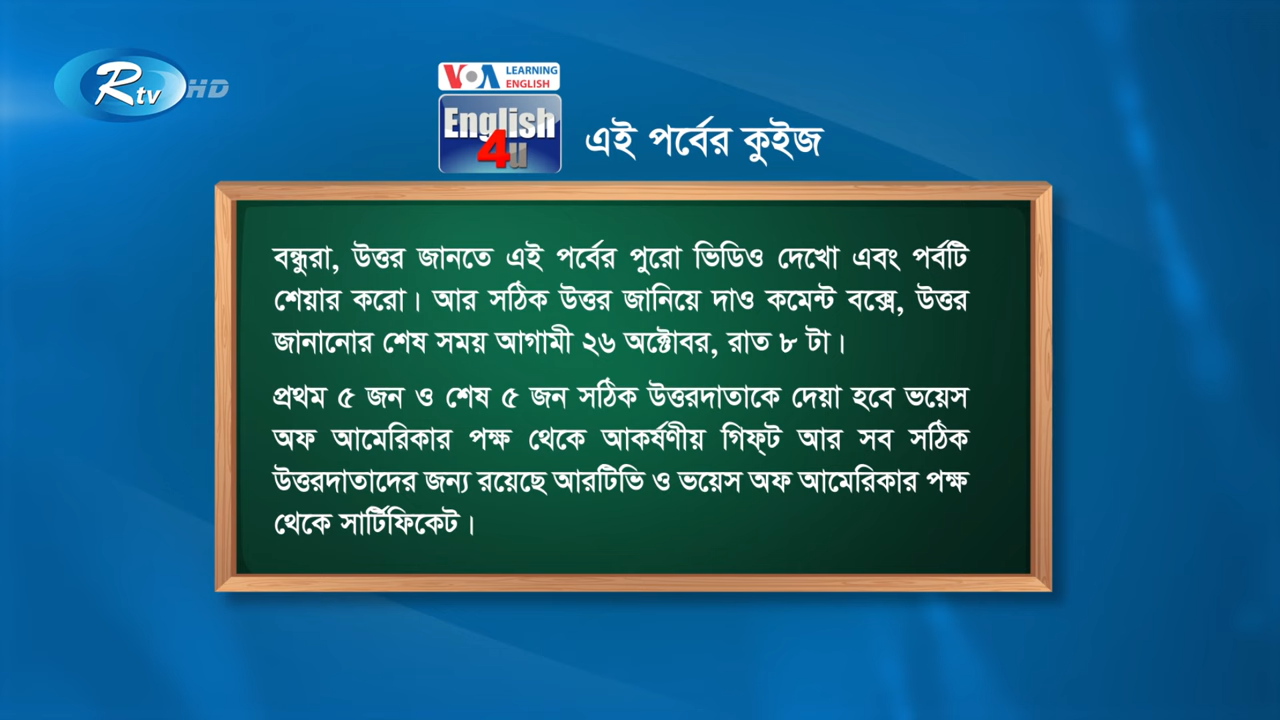 Rtv HD
VOA LEARNING
ENGLISH
English
4u
এই পর্বের কুইজ
বন্ধুরা, উত্তর জানতে এই পর্বের পুরো ভিডিও দেখো এবং পর্বটি
শেয়ার করো। আর সঠিক উত্তর জানিয়ে দাও কমেন্ট বক্সে, উত্তর
জানানোর শেষ সময় আগামী ২৬ অক্টোবর, রাত ৮ টা।
প্রথম ৫ জন ও শেষ ৫ জন সঠিক উত্তরদাতাকে দেয়া হবে ভয়েস
অফ আমেরিকার পক্ষ থেকে আকর্ষণীয় গিফ্‌ট আর সব সঠিক
উত্তরদাতাদের জন্য রয়েছে আরটিভি ও ভয়েস অফ আমেরিকার পক্ষ
থেকে সার্টিফিকেট।